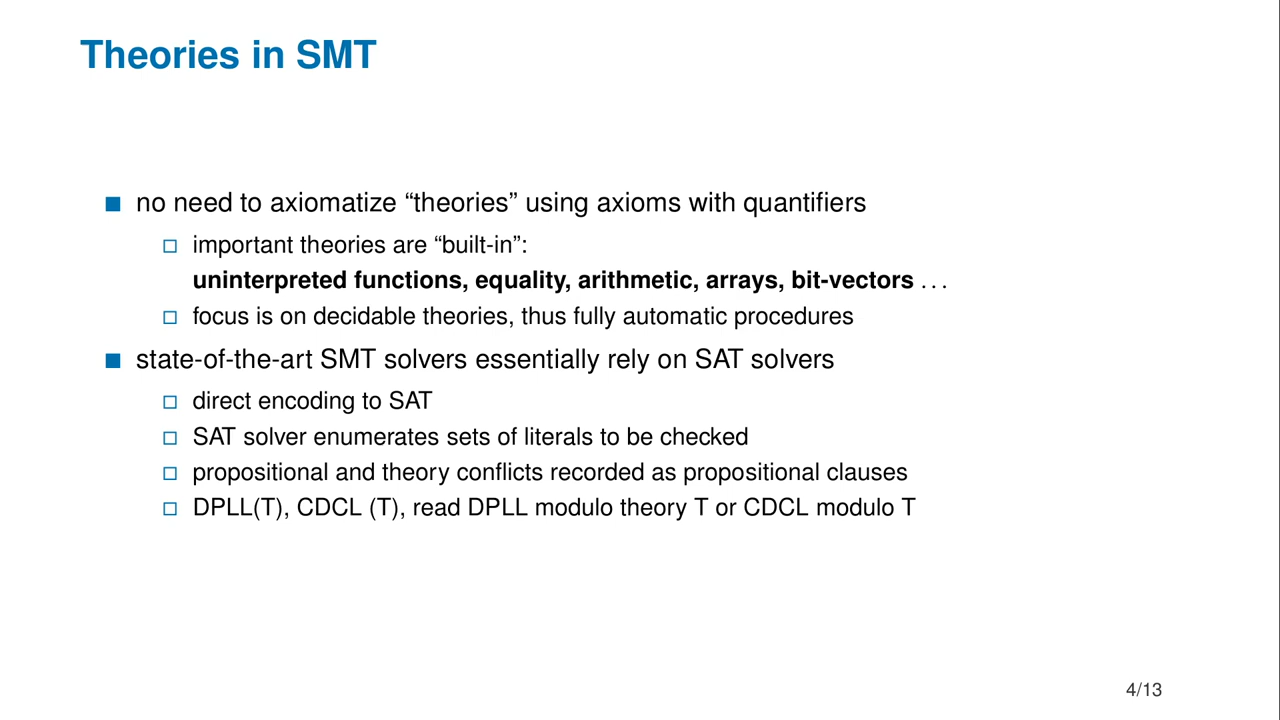 Theories in SMT
no need to axiomatize “theories” using axioms with quantifiers
important theories are “built-in”:
uninterpreted functions, equality, arithmetic, arrays, bit-vectors . . .
focus is on decidable theories, thus fully automatic procedures
state-of-the-art SMT solvers essentially rely on SAT solvers
direct encoding to SAT
SAT solver enumerates sets of literals to be checked
propositional and theory conflicts recorded as propositional clauses
DPLL(T), CDCL (T), read DPLL modulo theory T or CDCL modulo T
4/13